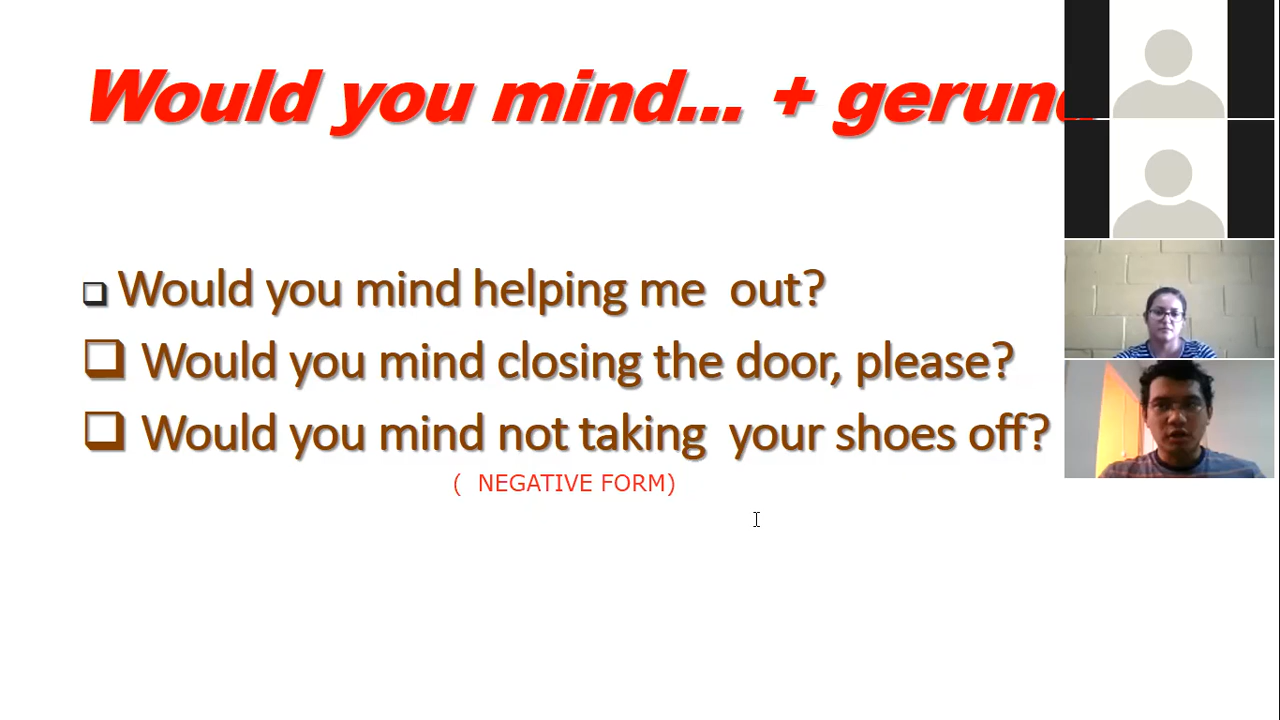 Would you mind... + gerund
Would you mind helping me out?
Would you mind closing the door, please?
Would you mind not taking your shoes off?
( NEGATIVE FORM)